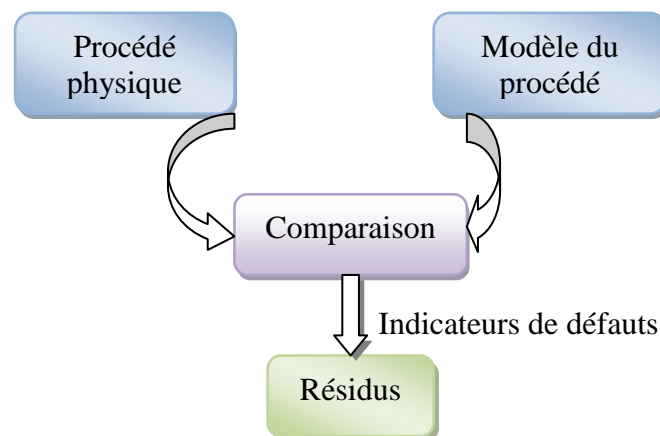 Procédé
physique
Modèle du
procédé
Comparaison
Indicateurs de défauts
Résidus